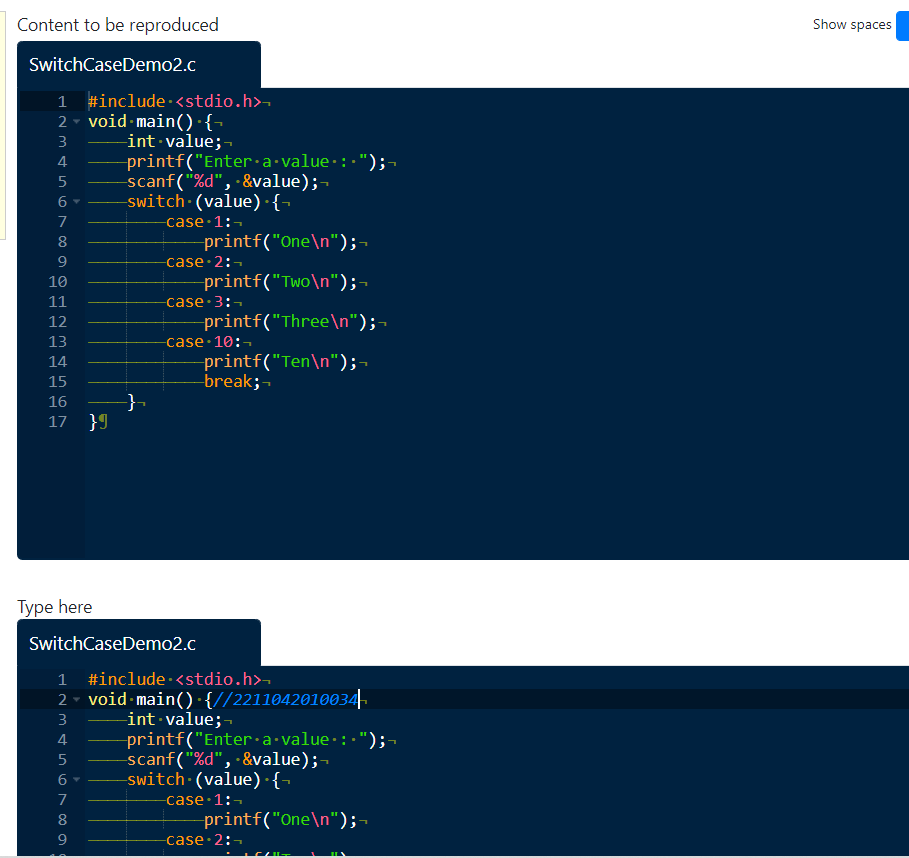 Content to be reproduced
Show spaces
SwitchCaseDemo2.c
1 #include <stdio.h>
2 void main() {
3     int value;
4     printf("Enter a value : ");
5     scanf("%d", &value);
6     switch (value) {
7         case 1:
8             printf("One\n");
9         case 2:
10             printf("Two\n");
11         case 3:
12             printf("Three\n");
13         case 10:
14             printf("Ten\n");
15             break;
16     }
17 }
Type here
SwitchCaseDemo2.c
1 #include <stdio.h>
2 void main() {//2211042010034
3     int value;
4     printf("Enter a value : ");
5     scanf("%d", &value);
6     switch (value) {
7         case 1:
8             printf("One\n");
9         case 2: